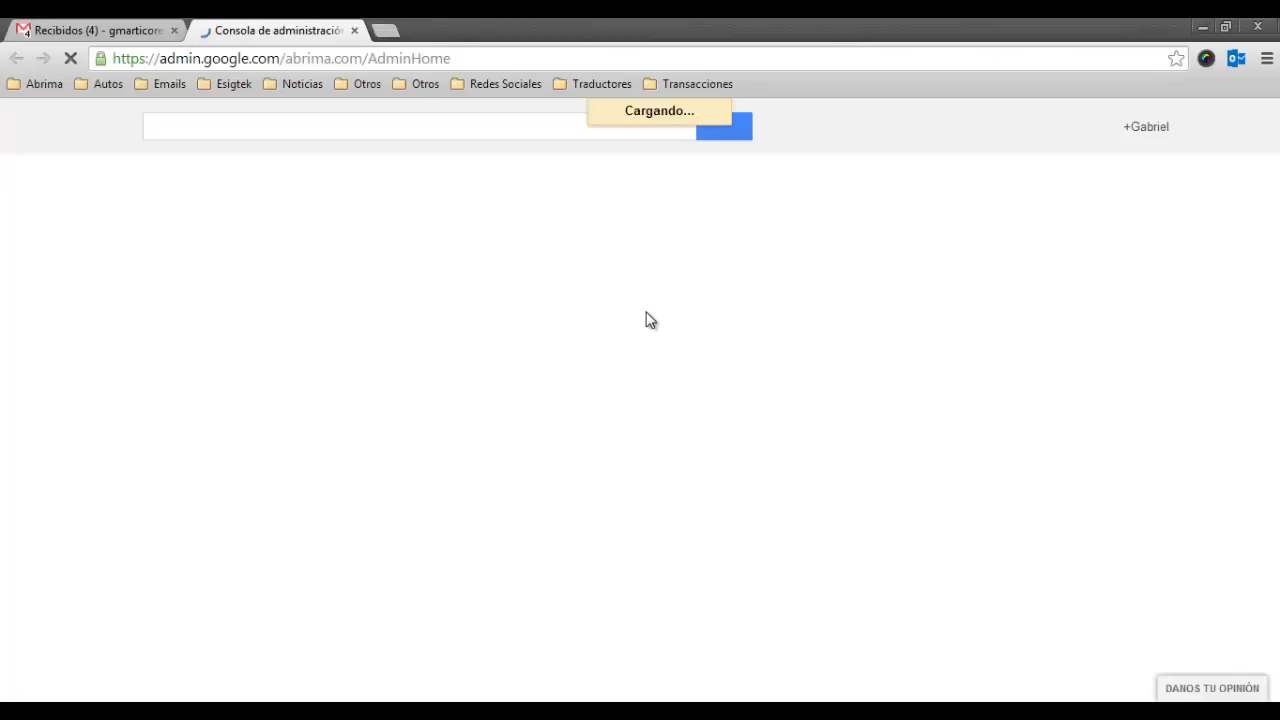 Recibidos (4) - gmarticore
Consola de administració
https://admin.google.com/abrima.com/AdminHome
Abrima Autos Emails Esigtek Noticias Otros Otros Redes Sociales Traductores Transacciones
Cargando...
+Gabriel
DANOS TU OPINIÓN